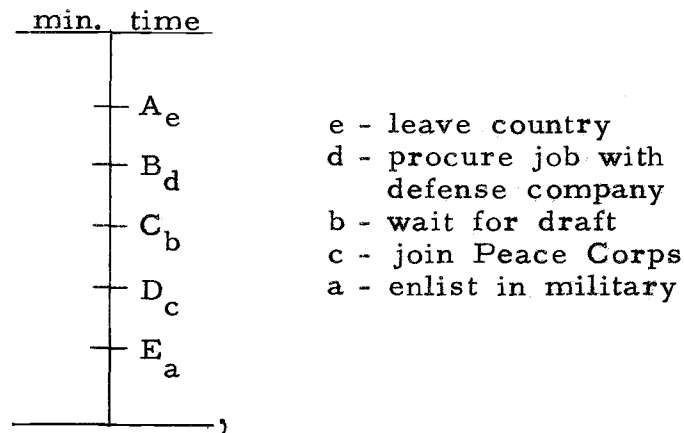 min. time
A_e
B_d
C_b
D_c
E_a
e - leave country
d - procure job with
defense company
b - wait for draft
c - join Peace Corps
a - enlist in military
,